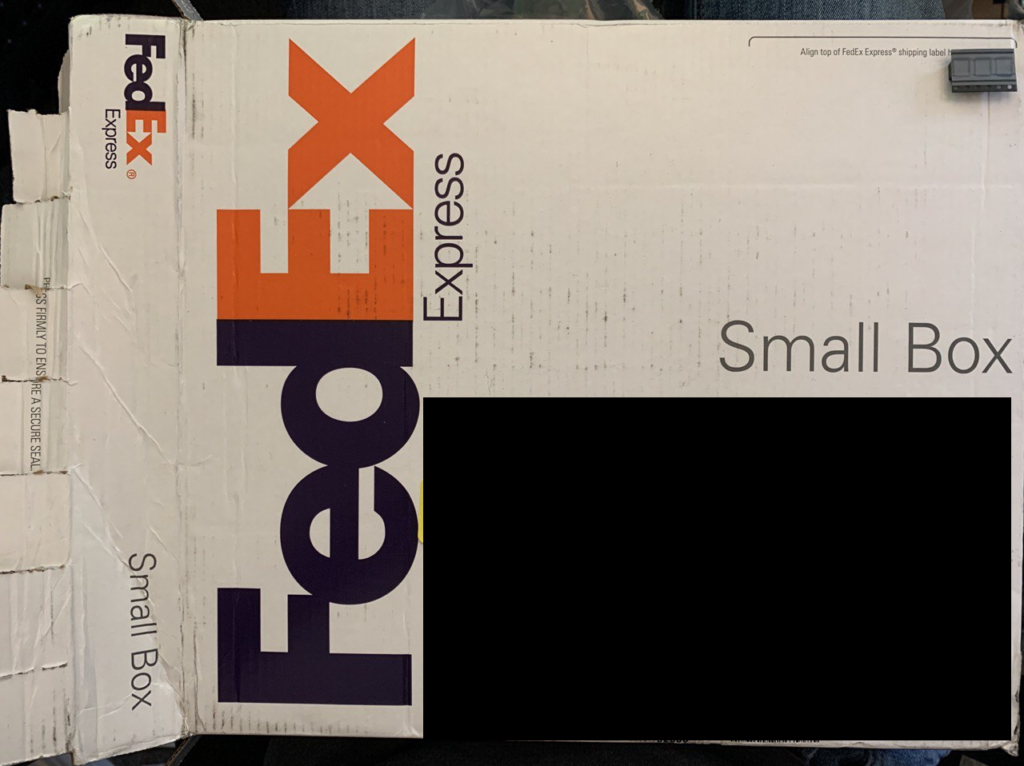 FedEx®
Express
Small Box
PRESS FIRMLY TO ENSURE A SECURE SEAL
FedEx
Express
Align top of FedEx Express® shipping label
Small Box